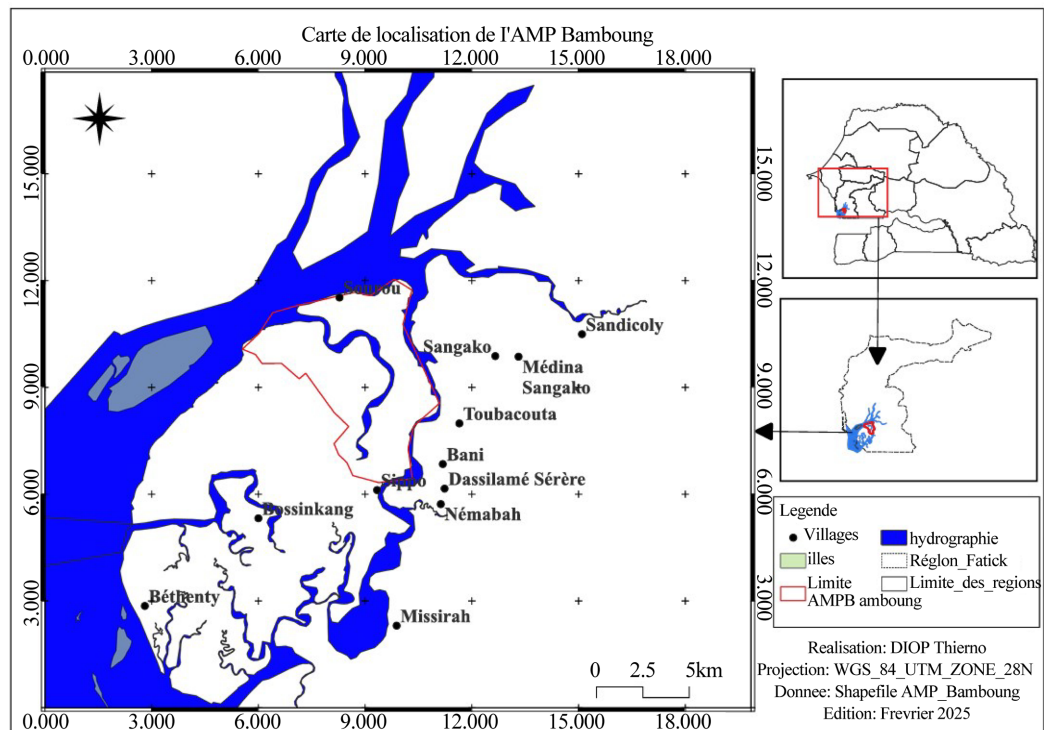 Carte de localisation de l'AMP Bamboung
0.000 3.000 6.000 9.000 12.000 15.000 18.000
15.000
12.000
9.000
6.000
3.000
15.000
12.000
9.000
6.000
3.000
Sourou
Sandicoly
Sangako
Médina
Sangako
Toubacouta
Bani
Sippo
Dassilamé Sérère
Bossinkang
Némabah
Béthenty
Missirah
0 2.5 5km
0.000 3.000 6.000 9.000 12.000 15.000 18.000
Legende
Villages
hydrographie
illes
Réglon_Fatick
Limite
AMPB amboung
Limite_des_regions
Realisation: DIOP Thierno
Projection: WGS_84_UTM_ZONE_28N
Donnee: Shapefile AMP_Bamboung
Edition: Frevrier 2025